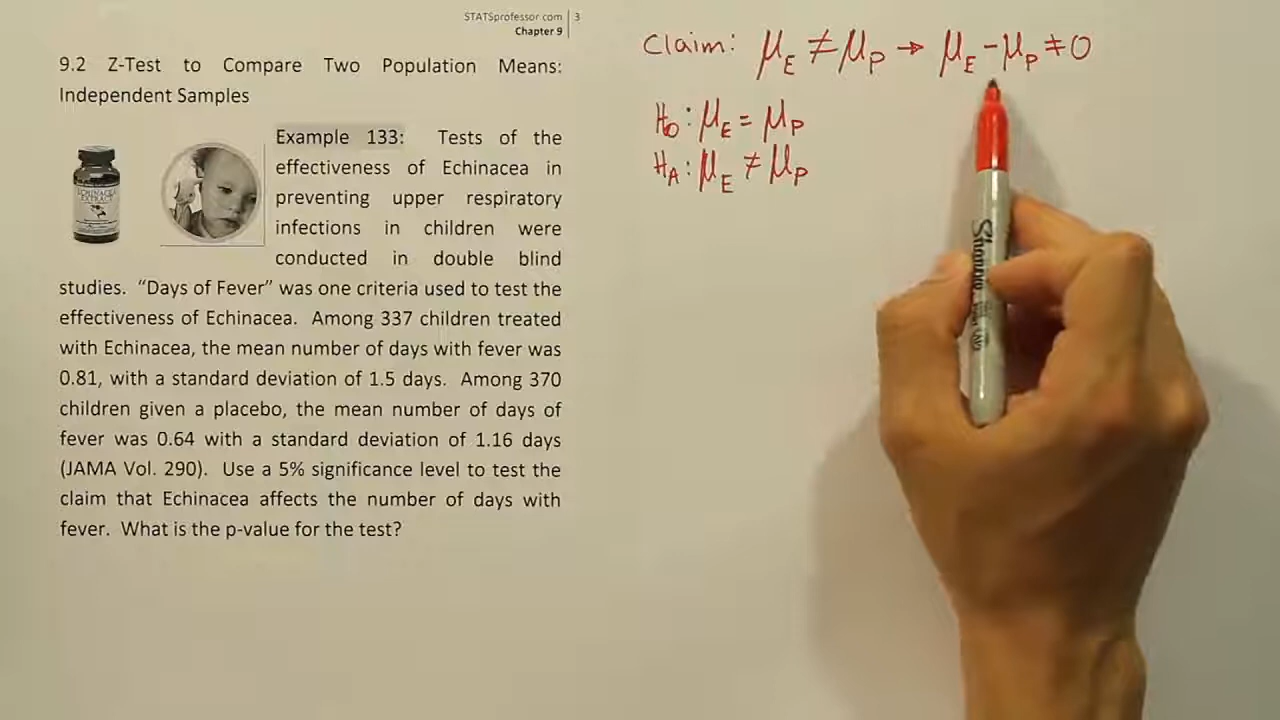 STATSprofessor.com 3
Chapter 9
9.2 Z-Test to Compare Two Population Means:
Independent Samples
Example 133: Tests of the
effectiveness of Echinacea in
preventing upper respiratory
infections in children were
conducted in double blind
studies. “Days of Fever” was one criteria used to test the
effectiveness of Echinacea. Among 337 children treated
with Echinacea, the mean number of days with fever was
0.81, with a standard deviation of 1.5 days. Among 370
children given a placebo, the mean number of days of
fever was 0.64 with a standard deviation of 1.16 days
(JAMA Vol. 290). Use a 5% significance level to test the
claim that Echinacea affects the number of days with
fever. What is the p-value for the test?
ECHINACEA
EXTRACT
Claim: μE ≠ μP → μE - μP ≠ 0
H0: μE = μP
HA: μE ≠ μP
Sharpie